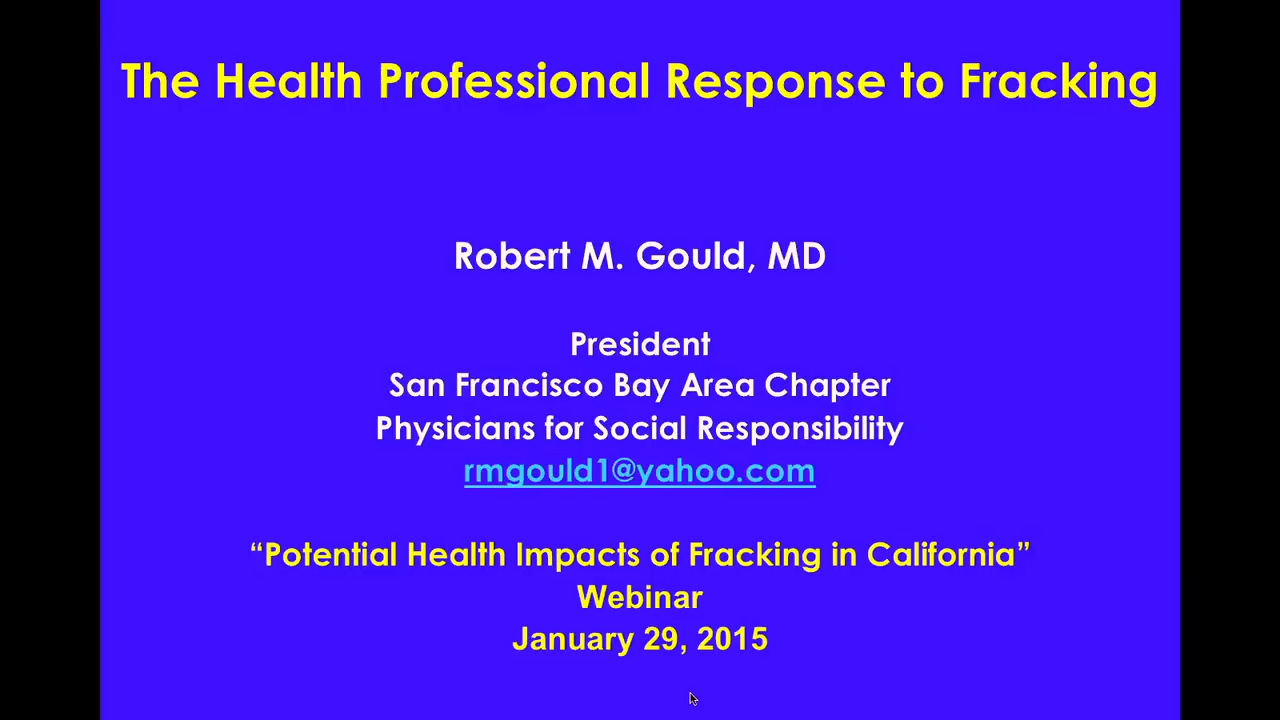 The Health Professional Response to Fracking
Robert M. Gould, MD
President
San Francisco Bay Area Chapter
Physicians for Social Responsibility
rmgould1@yahoo.com
“Potential Health Impacts of Fracking in California”
Webinar
January 29, 2015